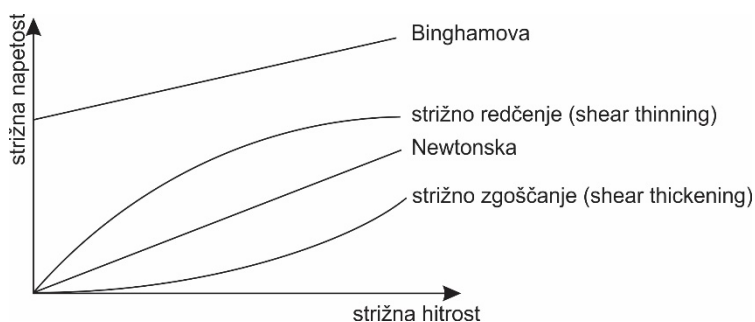 Binghamova
strižna napetost
strižno redčenje (shear thinning)
Newtonska
strižno zgoščanje (shear thickening)
strižna hitrost